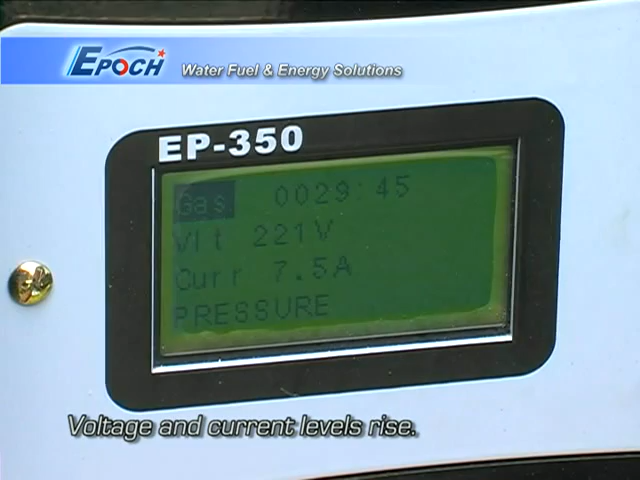 EPOCH Water Fuel & Energy Solutions
EP-350
Gas 0029:45
Vlt 221V
Curr 7.5A
PRESSURE
Voltage and current levels rise.